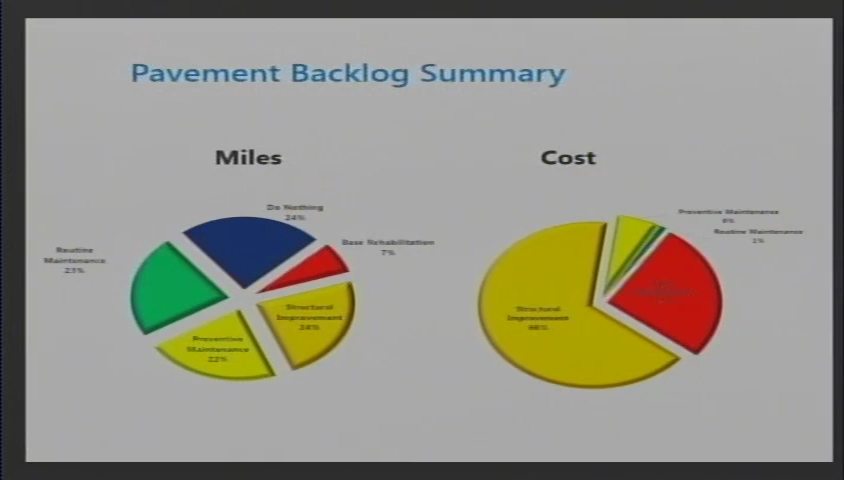 Pavement Backlog Summary
Miles
Cost
Do Nothing
24%
Base Rehabilitation
7%
Structural
Improvement
24%
Preventive
Maintenance
22%
Routine
Maintenance
23%
Preventive Maintenance
6%
Routine Maintenance
1%
Structural
Improvement